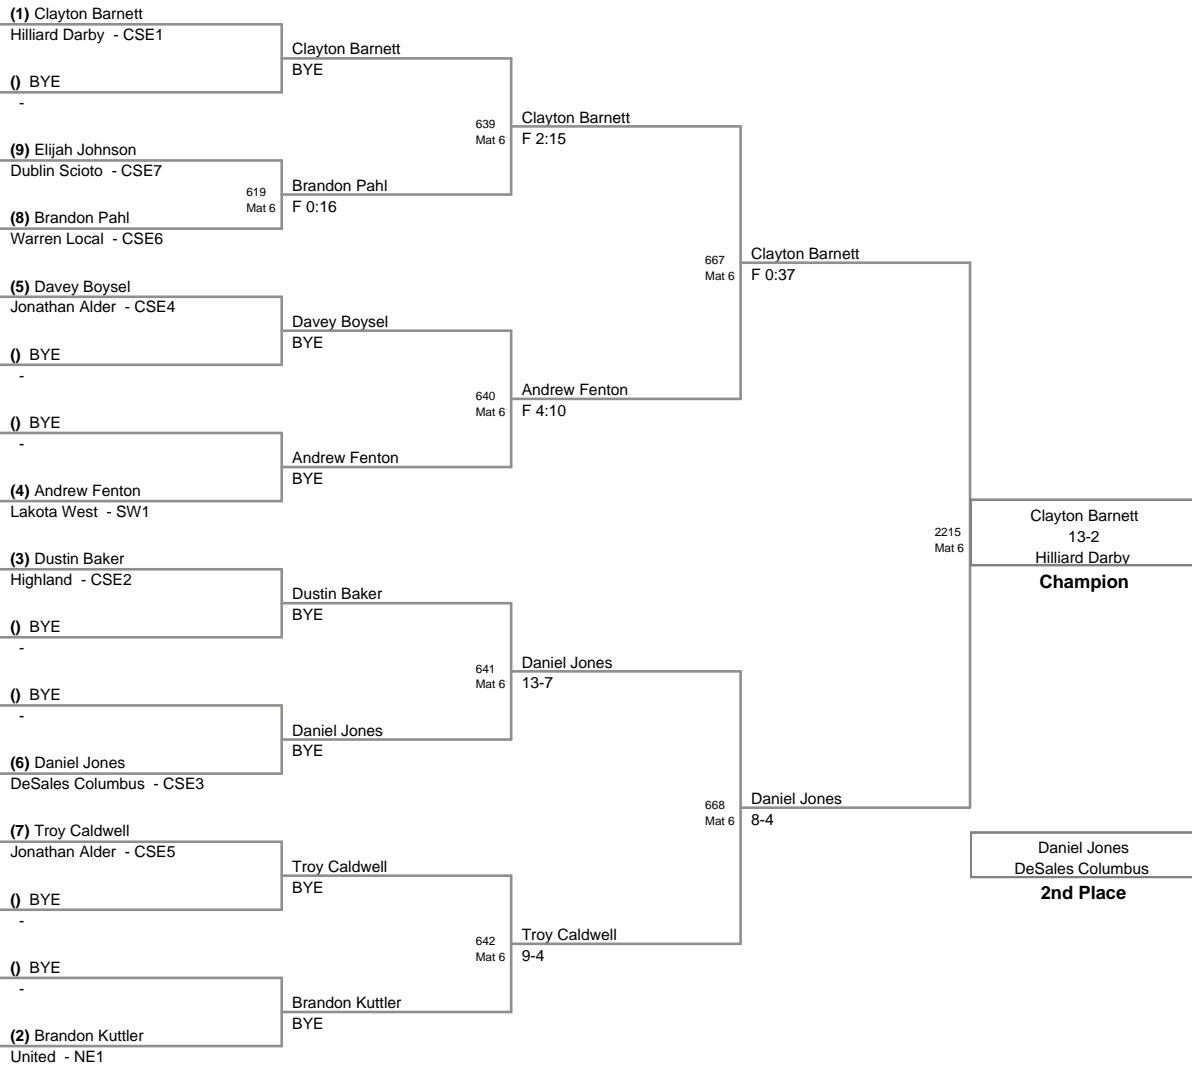 (1) Clayton Barnett
Hilliard Darby - CSE1
() BYE
-
(9) Elijah Johnson
Dublin Scioto - CSE7
(8) Brandon Pahl
Warren Local - CSE6
(5) Davey Boysel
Jonathan Alder - CSE4
() BYE
-
() BYE
-
(4) Andrew Fenton
Lakota West - SW1
(3) Dustin Baker
Highland - CSE2
() BYE
-
() BYE
-
(6) Daniel Jones
DeSales Columbus - CSE3
(7) Troy Caldwell
Jonathan Alder - CSE5
() BYE
-
() BYE
-
(2) Brandon Kuttler
United - NE1
Clayton Barnett
BYE
619
Mat 6
Brandon Pahl
F 0:16
Davey Boysel
BYE
Andrew Fenton
BYE
Dustin Baker
BYE
Daniel Jones
BYE
Troy Caldwell
BYE
Brandon Kuttler
BYE
639
Mat 6
Clayton Barnett
F 2:15
640
Mat 6
Andrew Fenton
F 4:10
641
Mat 6
Daniel Jones
13-7
642
Mat 6
Troy Caldwell
9-4
667
Mat 6
Clayton Barnett
F 0:37
668
Mat 6
Daniel Jones
8-4
2215
Mat 6
Clayton Barnett
13-2
Hilliard Darby
Champion
Daniel Jones
DeSales Columbus
2nd Place